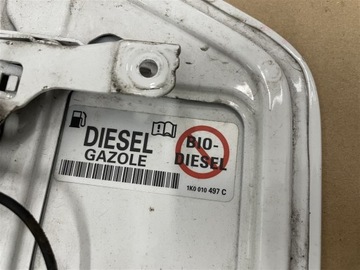 DIESEL
GAZOLE
BIO-
DIESEL
1K0 010 497 C